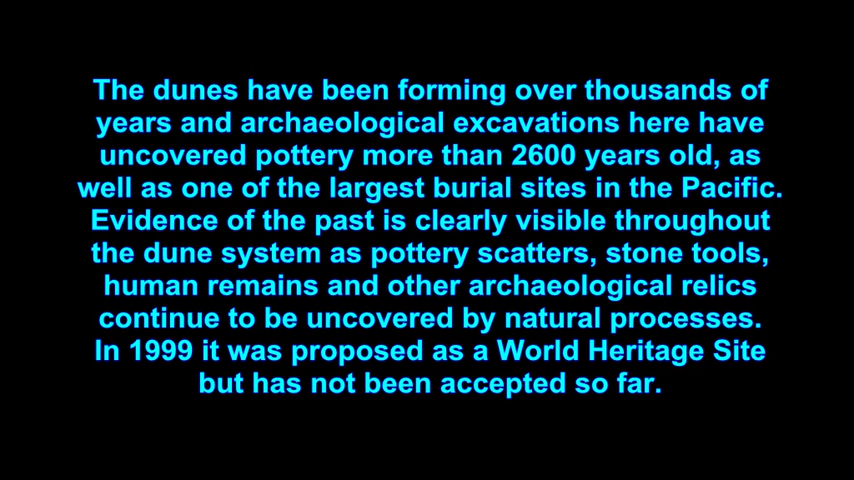 The dunes have been forming over thousands of
years and archaeological excavations here have
uncovered pottery more than 2600 years old, as
well as one of the largest burial sites in the Pacific.
Evidence of the past is clearly visible throughout
the dune system as pottery scatters, stone tools,
human remains and other archaeological relics
continue to be uncovered by natural processes.
In 1999 it was proposed as a World Heritage Site
but has not been accepted so far.